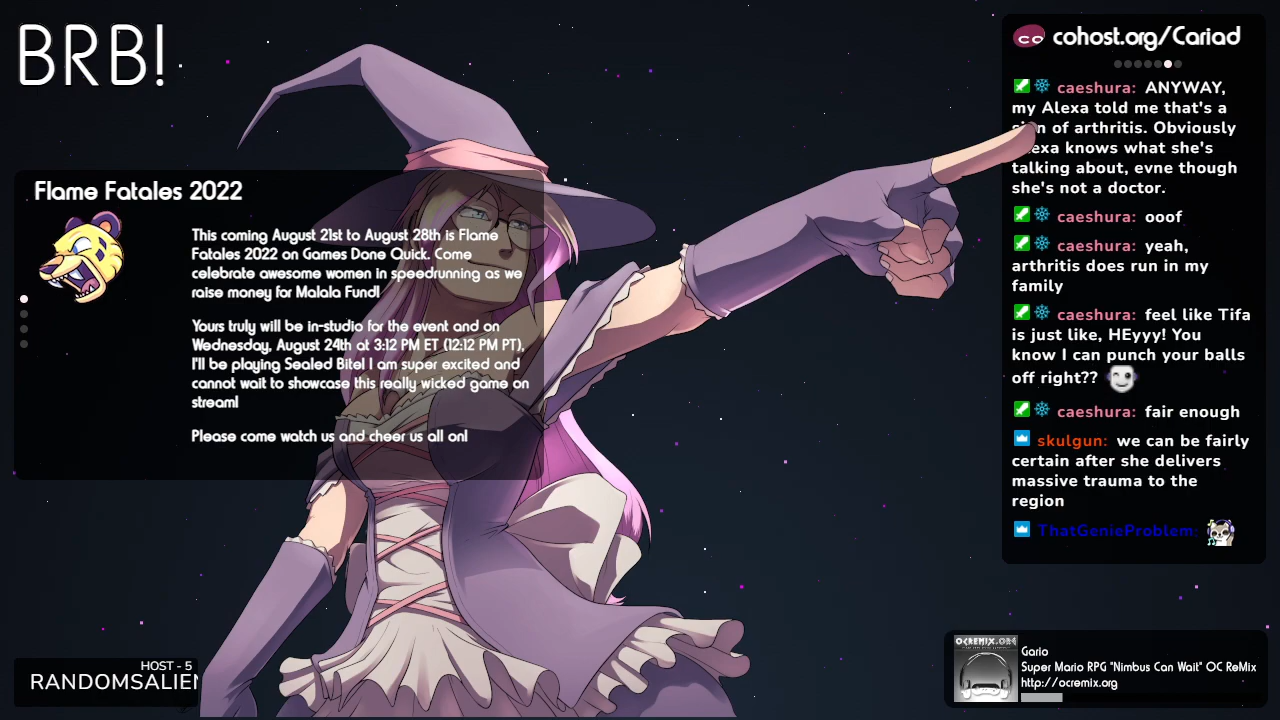 BRB!
Flame Fatales 2022
This coming August 21st to August 28th is Flame
Fatales 2022 on Games Done Quick. Come
celebrate awesome women in speedrunning as we
raise money for Malala Fund!
Yours truly will be in-studio for the event and on
Wednesday, August 24th at 3:12 PM ET (12:12 PM PT),
I'll be playing Sealed Bite! I am super excited and
cannot wait to showcase this really wicked game on
stream!
Please come watch us and cheer us all on!
HOST - 5
RANDOMSALIEN
co cohost.org/Cariad
caeshura: ANYWAY,
my Alexa told me that's a
of arthritis. Obviously
knows what she's
talking about, evne though
she's not a doctor.
caeshura: ooof
caeshura: yeah,
arthritis does run in my
family
caeshura: feel like Tifa
is just like, HEyyy! You
know I can punch your balls
off right??
caeshura: fair enough
skulgun: we can be fairly
certain after she delivers
massive trauma to the
region
ThatGenieProblem:
OCREMIX.ORG
Gario
Super Mario RPG "Nimbus Can Wait" OC ReMix
http://ocremix.org